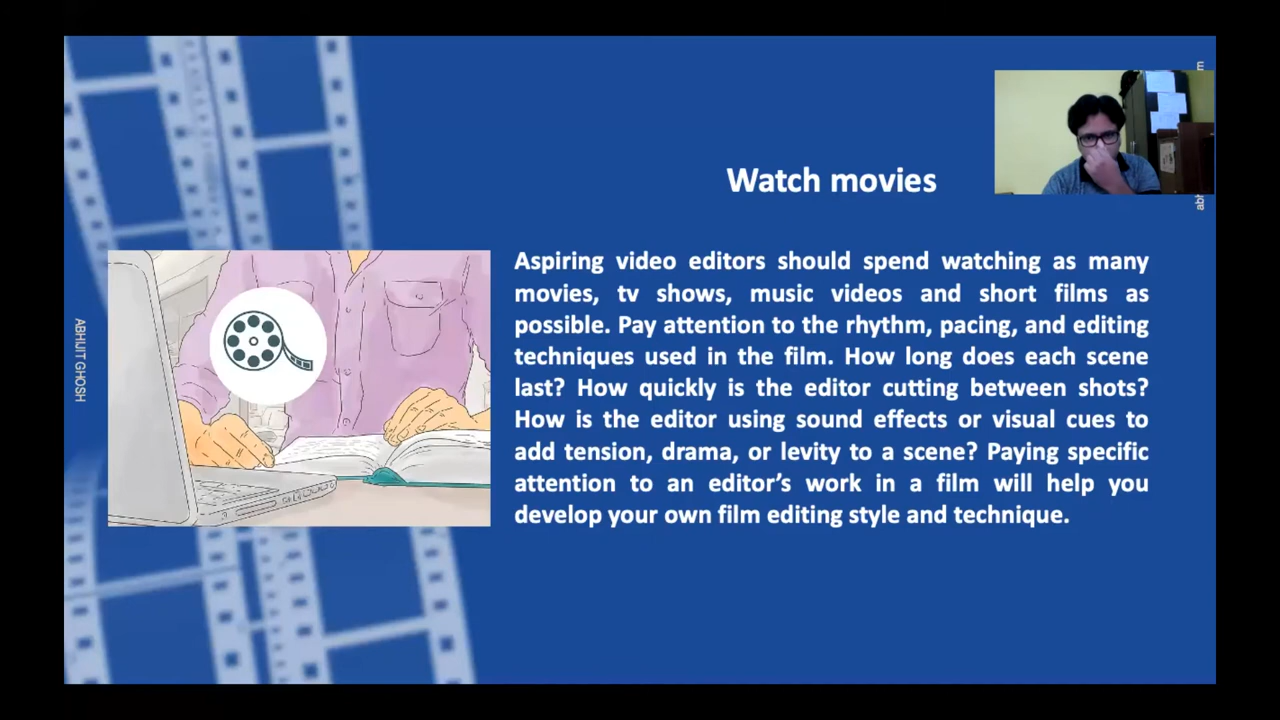 Watch movies
Aspiring video editors should spend watching as many
movies, tv shows, music videos and short films as
possible. Pay attention to the rhythm, pacing, and editing
techniques used in the film. How long does each scene
last? How quickly is the editor cutting between shots?
How is the editor using sound effects or visual cues to
add tension, drama, or levity to a scene? Paying specific
attention to an editor’s work in a film will help you
develop your own film editing style and technique.
ABHIJIT GHOSH